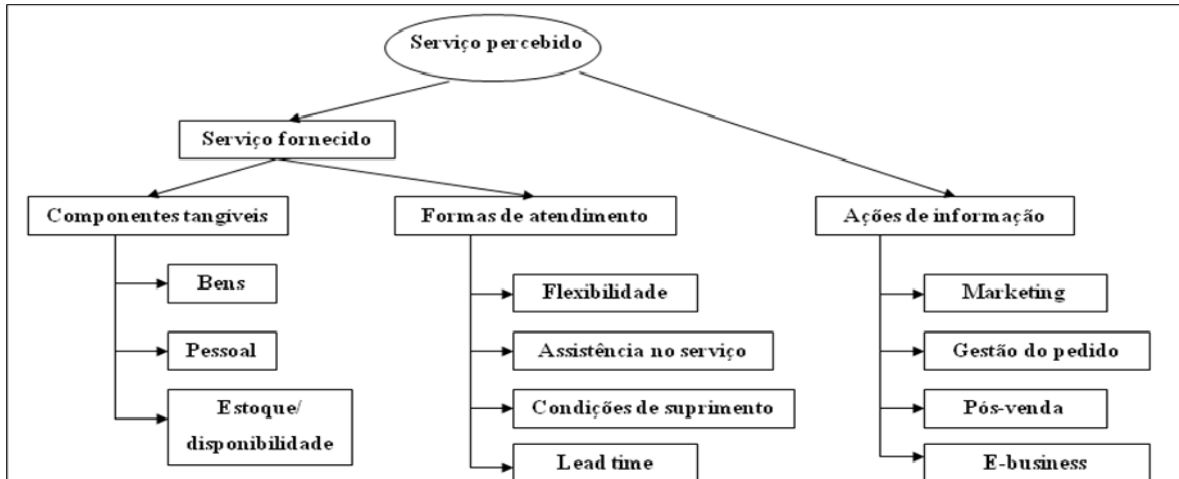 Serviço percebido
Serviço fornecido
Componentes tangíveis
Formas de atendimento
Ações de informação
Bens
Flexibilidade
Marketing
Pessoal
Assistência no serviço
Gestão do pedido
Estoque/
disponibilidade
Condições de suprimento
Pós-venda
Lead time
E-business